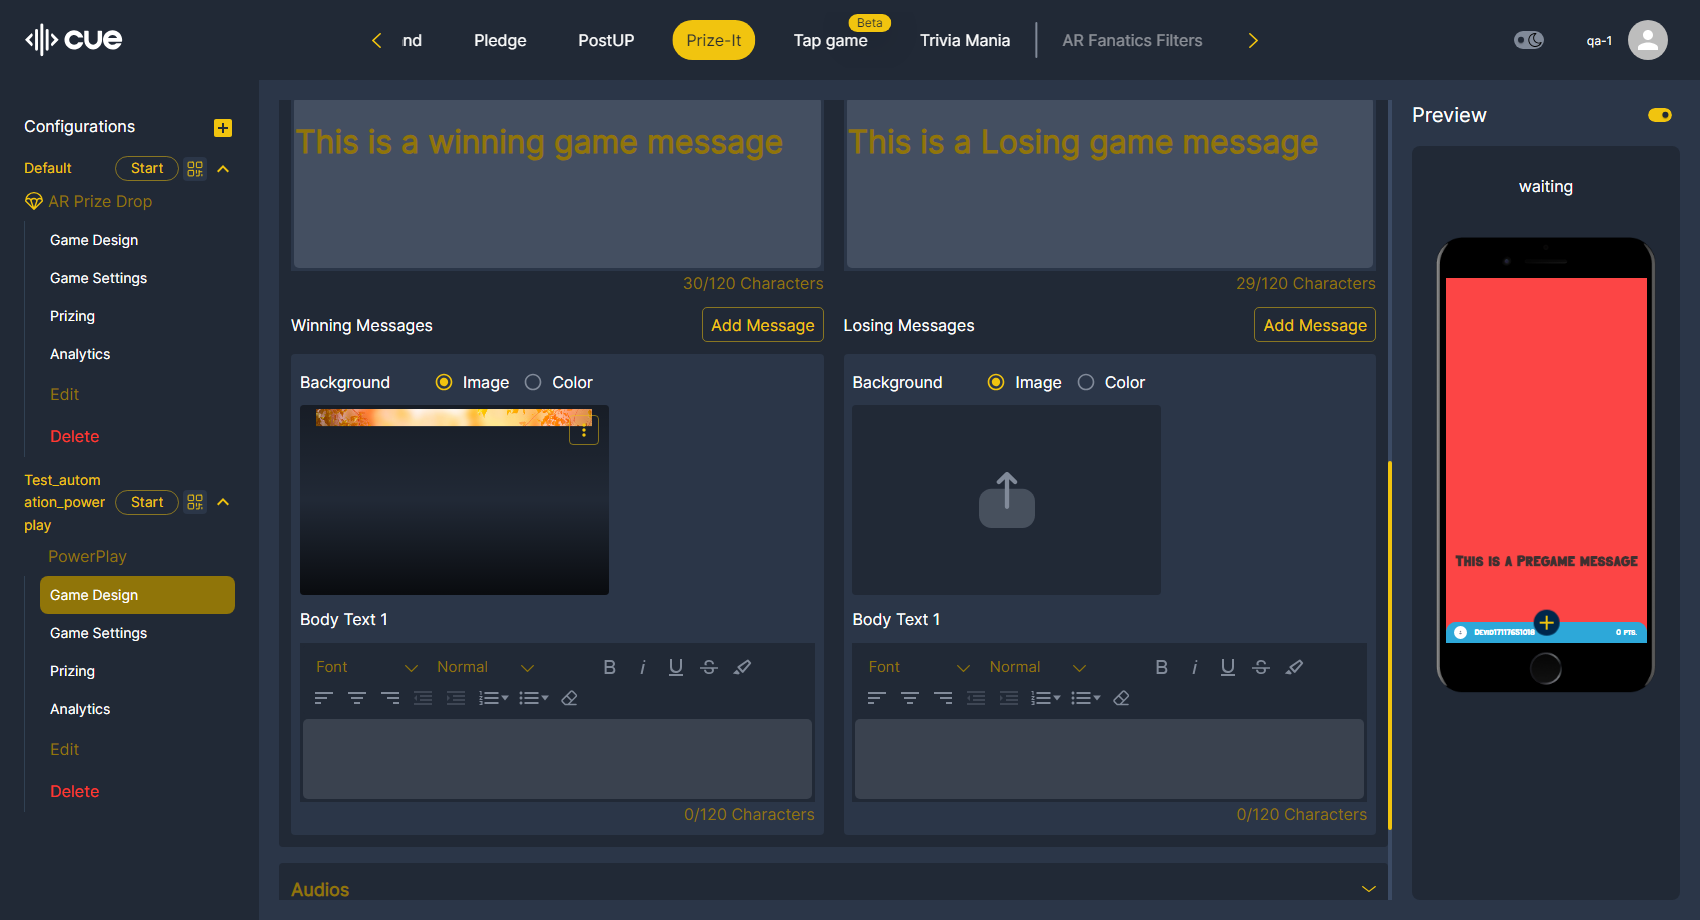 cue
nd
Pledge
PostUP
Prize-It
Tap game
Beta
Trivia Mania
AR Fanatics Filters
qa-1
Configurations
Default
Start
AR Prize Drop
Game Design
Game Settings
Prizing
Analytics
Edit
Delete
Test_autom
ation_power
play
Start
PowerPlay
Game Design
Game Settings
Prizing
Analytics
Edit
Delete
This is a winning game message
30/120 Characters
This is a Losing game message
29/120 Characters
Winning Messages
Add Message
Background
Image
Color
Body Text 1
Font
Normal
0/120 Characters
Losing Messages
Add Message
Background
Image
Color
Body Text 1
Font
Normal
0/120 Characters
Audios
Preview
waiting
This is a Pregame message
0 PTS.